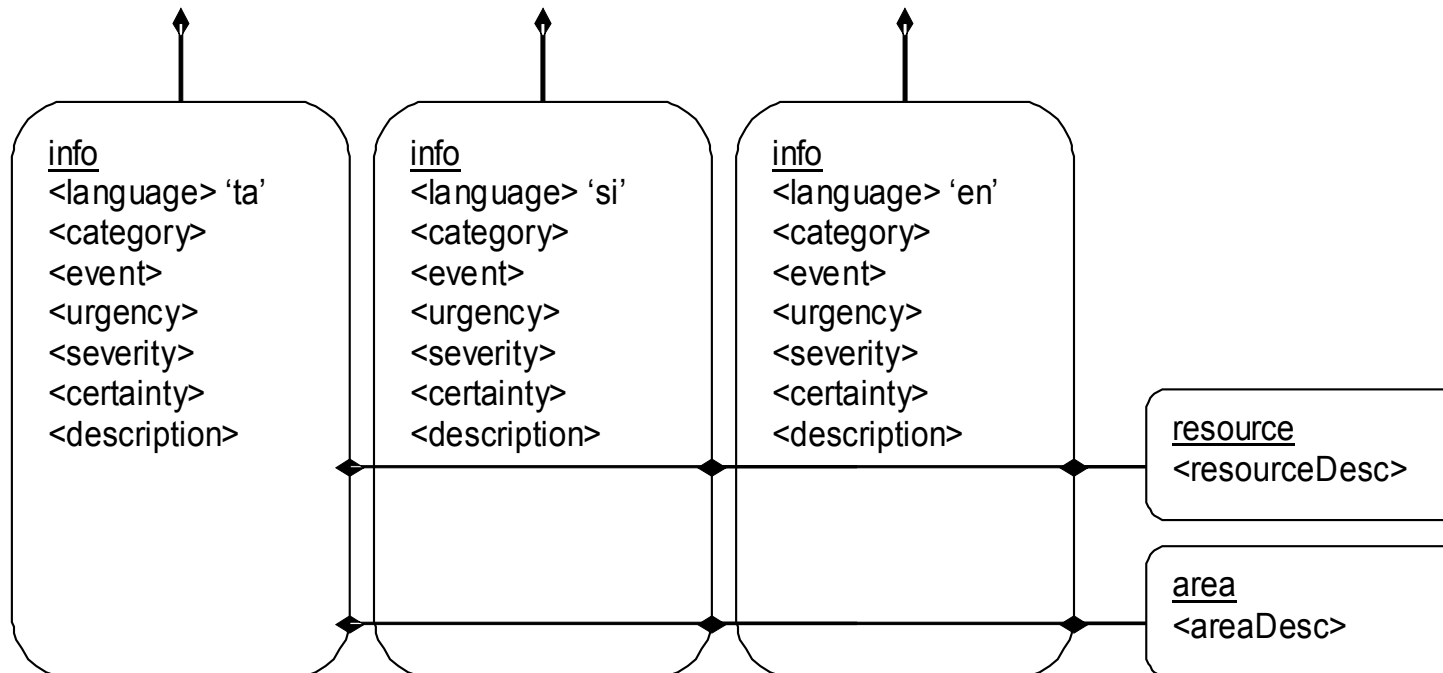 info
<language> ‘ta’
<category>
<event>
<urgency>
<severity>
<certainty>
<description>
info
<language> ‘si’
<category>
<event>
<urgency>
<severity>
<certainty>
<description>
info
<language> ‘en’
<category>
<event>
<urgency>
<severity>
<certainty>
<description>
resource
<resourceDesc>
area
<areaDesc>